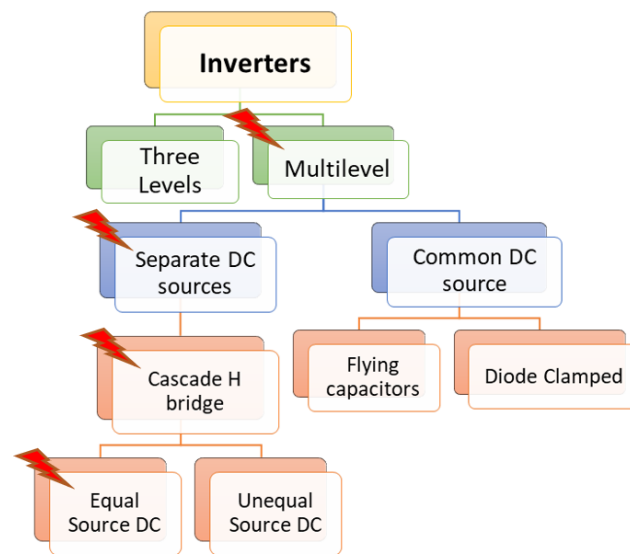 Inverters
Three
Levels
Multilevel
Separate DC
sources
Common DC
source
Cascade H
bridge
Flying
capacitors
Diode Clamped
Equal
Source DC
Unequal
Source DC